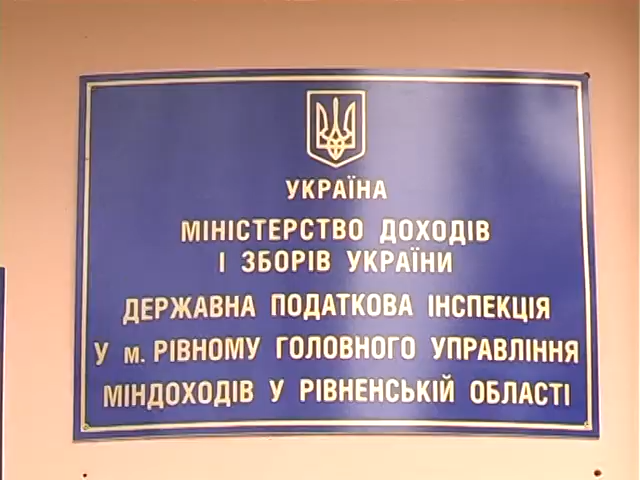 УКРАЇНА
МІНІСТЕРСТВО ДОХОДІВ
І ЗБОРІВ УКРАЇНИ
ДЕРЖАВНА ПОДАТКОВА ІНСПЕКЦІЯ
У м. РІВНОМУ ГОЛОВНОГО УПРАВЛІННЯ
МІНДОХОДІВ У РІВНЕНСЬКІЙ ОБЛАСТІ